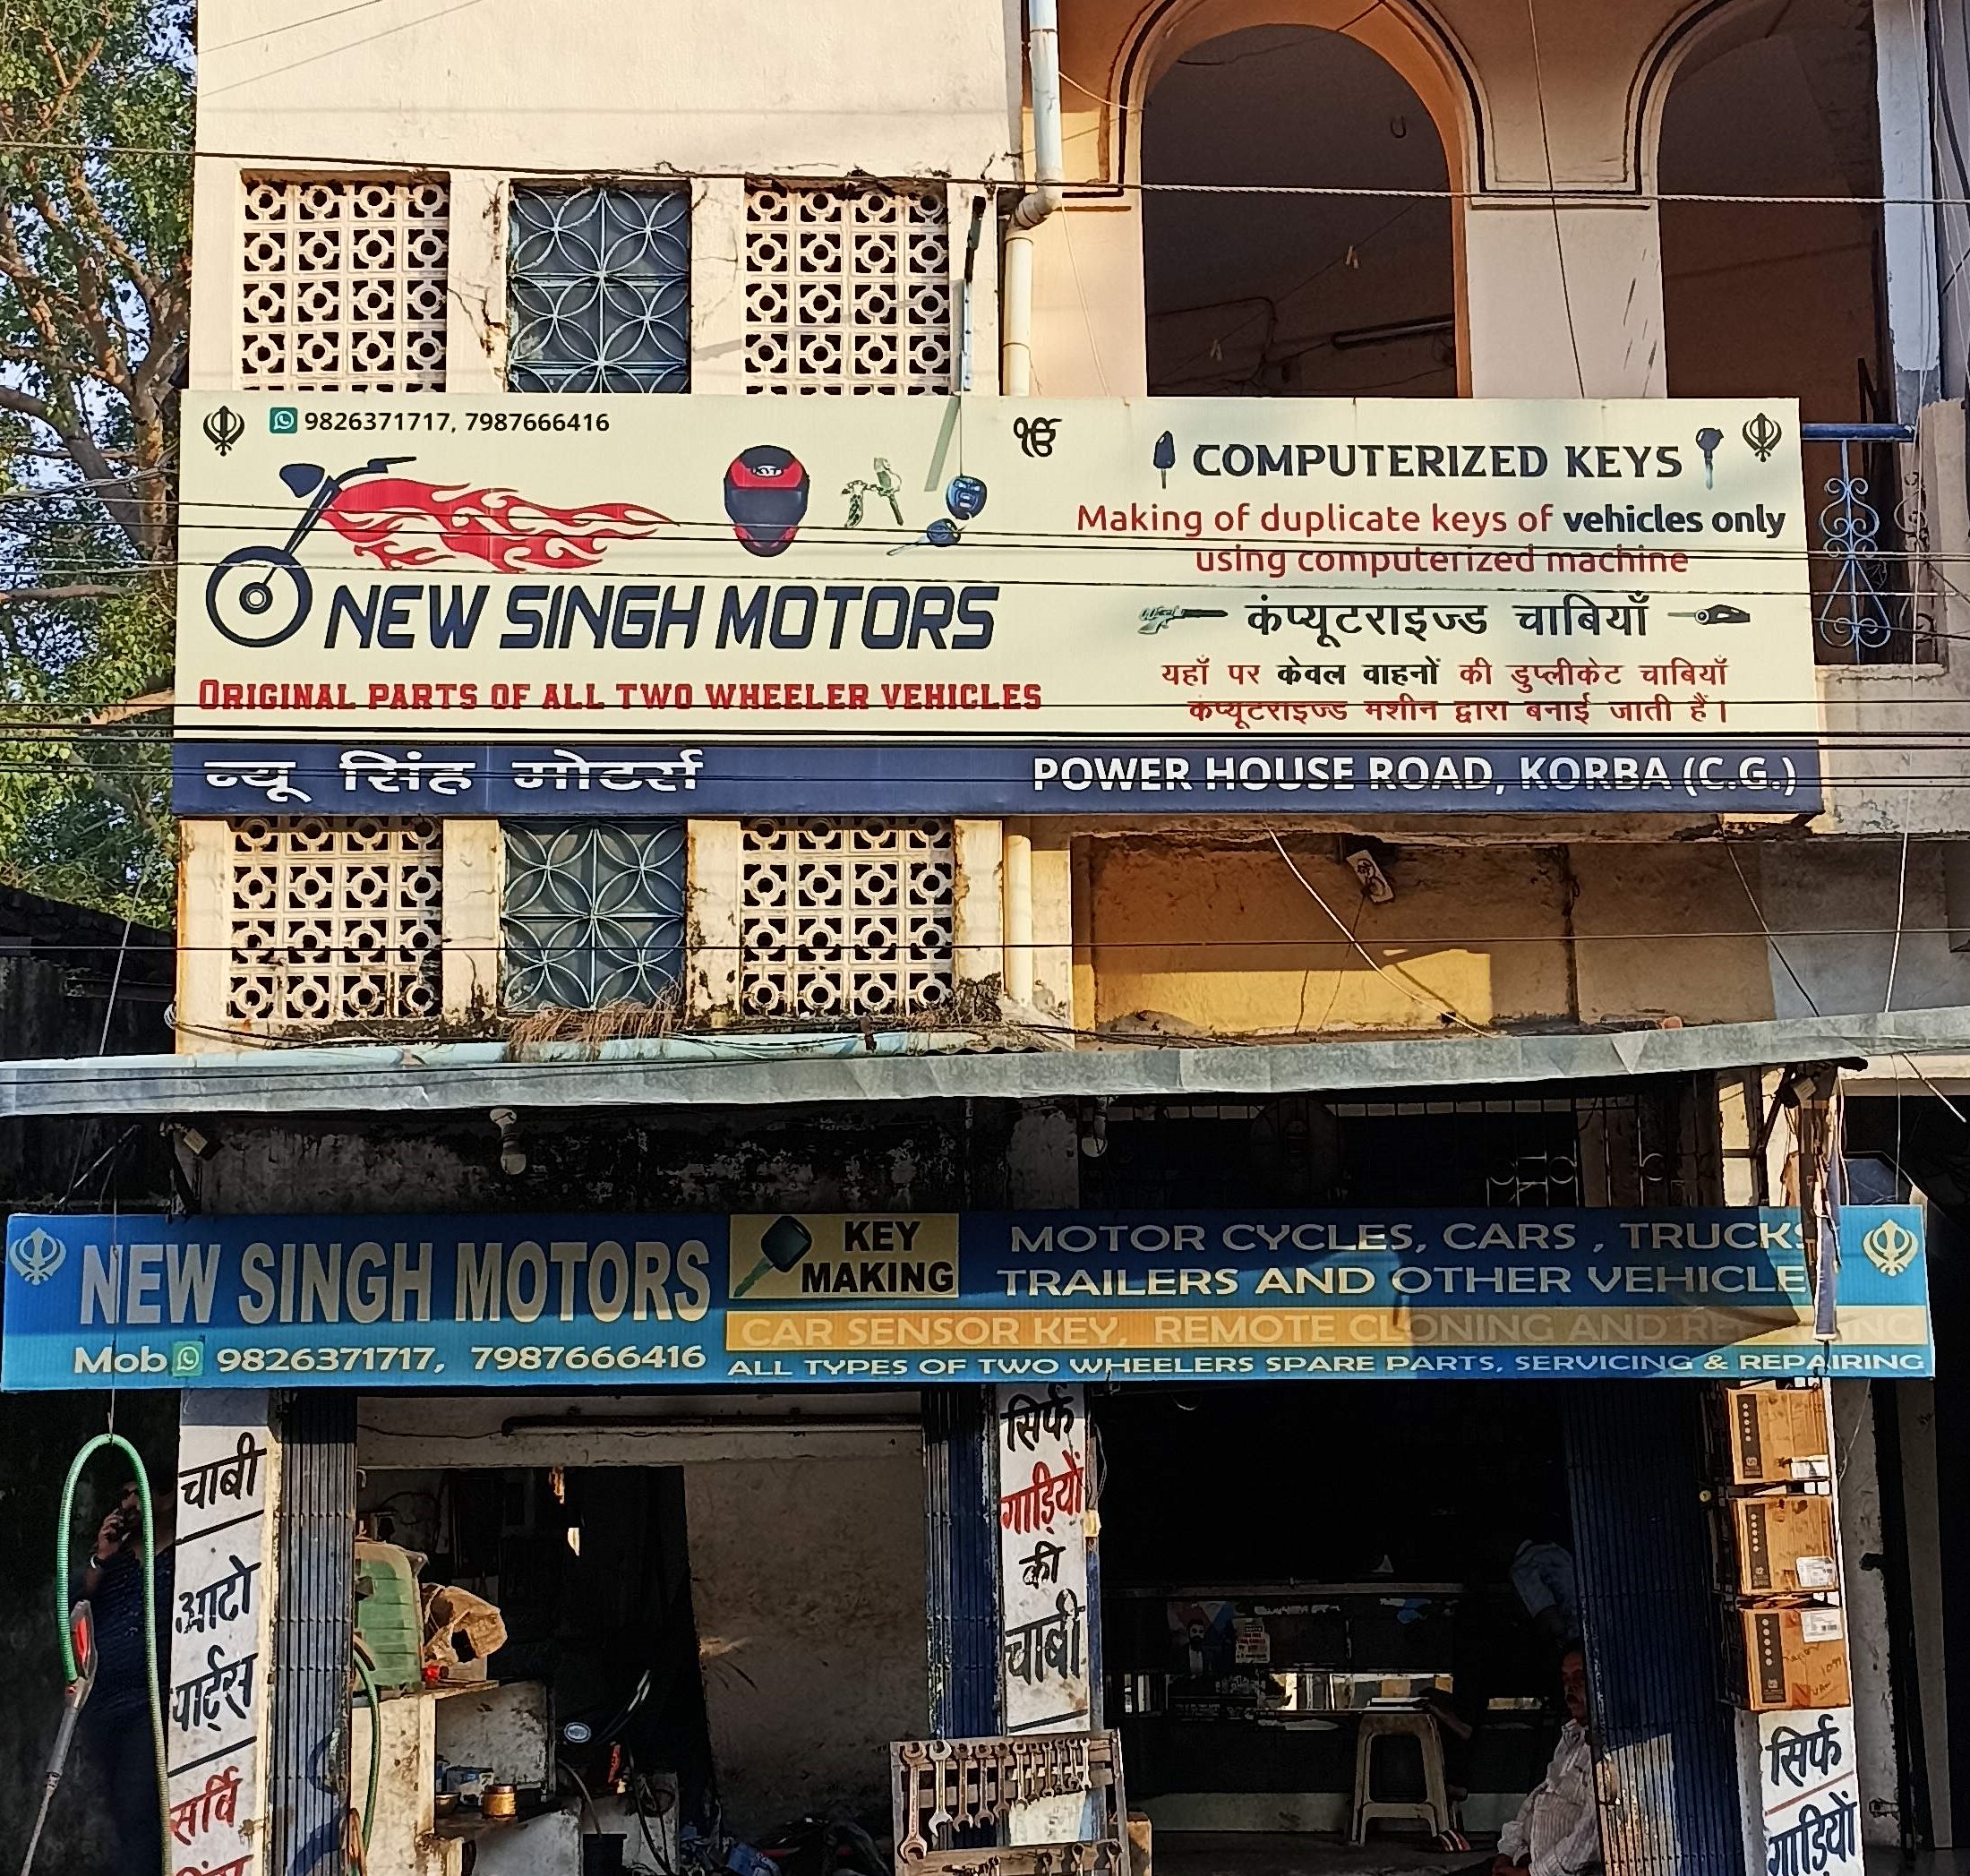 9826371717, 7987666416
ੴ
KYT
NEW SINGH MOTORS
ORIGINAL PARTS OF ALL TWO WHEELER VEHICLES
COMPUTERIZED KEYS
Making of duplicate keys of vehicles only
using computerized machine
कंप्यूटराइज्ड चाबियाँ
यहाँ पर केवल वाहनों की डुप्लीकेट चाबियाँ
कंप्यूटराइज्ड मशीन द्वारा बनाई जाती हैं।
न्यू सिंह मोटर्स
POWER HOUSE ROAD, KORBA (C.G.)
NEW SINGH MOTORS
Mob 9826371717, 7987666416
KEY
MAKING
MOTOR CYCLES, CARS , TRUCKS
TRAILERS AND OTHER VEHICLE
CAR SENSOR KEY, REMOTE CLONING AND
ALL TYPES OF TWO WHEELERS SPARE PARTS, SERVICING & REPAIRING
चाबी
आटो
पार्ट्स
सर्वि
सिर्फ
गाड़ियों
की
चाबी
सिर्फ
गाड़ियों